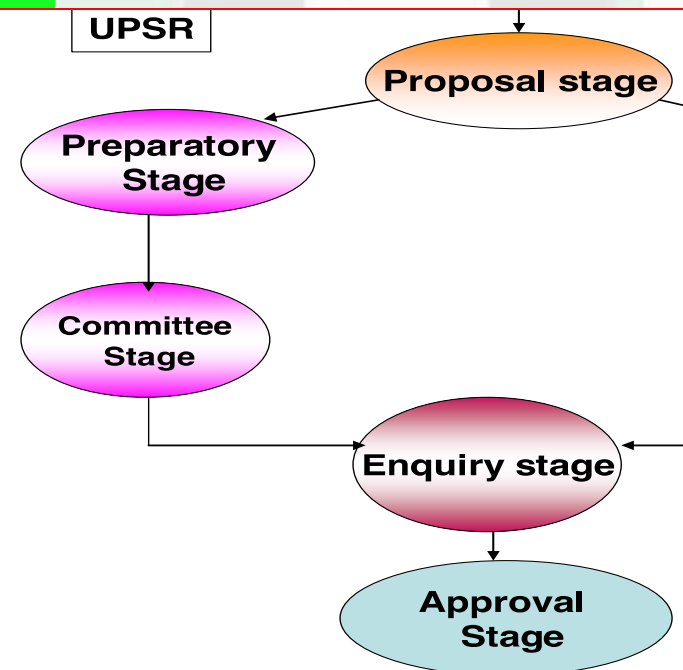 UPSR
Proposal stage
Preparatory
Stage
Committee
Stage
Enquiry stage
Approval
Stage